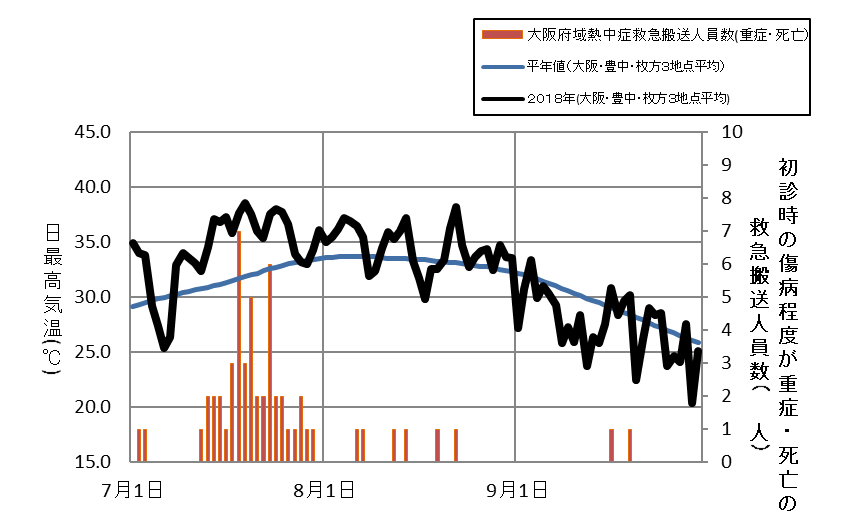 大阪府域熱中症救急搬送人員数(重症・死亡)
平年値（大阪・豊中・枚方3地点平均）
2018年(大阪・豊中・枚方3地点平均)
45.0
40.0
35.0
30.0
25.0
20.0
15.0
日最高気温(℃)
10
9
8
7
6
5
4
3
2
1
0
初診時の傷病程度が重症・死亡の
救急搬送人員数(人)
7月1日
8月1日
9月1日